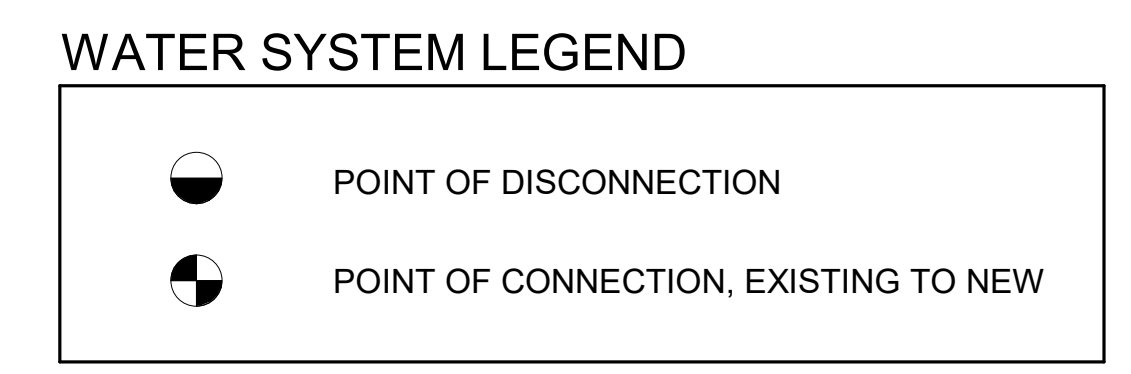 WATER SYSTEM LEGEND
POINT OF DISCONNECTION
POINT OF CONNECTION, EXISTING TO NEW